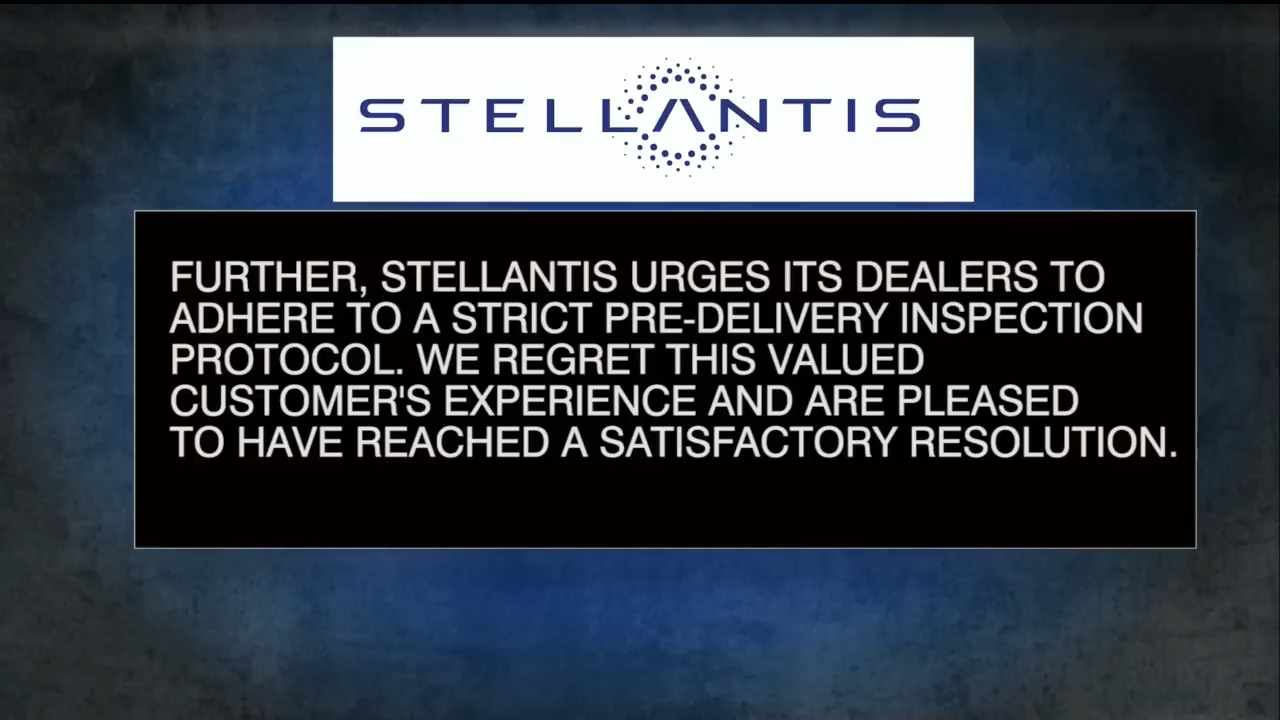 STELLANTIS
FURTHER, STELLANTIS URGES ITS DEALERS TO
ADHERE TO A STRICT PRE-DELIVERY INSPECTION
PROTOCOL. WE REGRET THIS VALUED
CUSTOMER'S EXPERIENCE AND ARE PLEASED
TO HAVE REACHED A SATISFACTORY RESOLUTION.